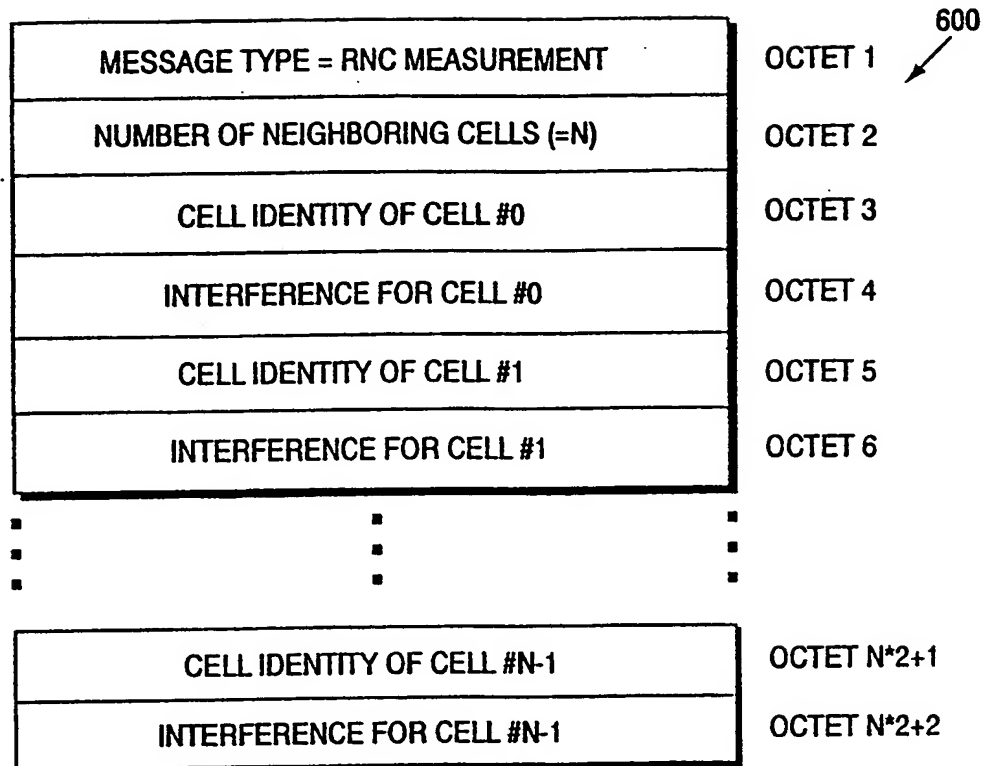 600
MESSAGE TYPE = RNC MEASUREMENT OCTET 1
NUMBER OF NEIGHBORING CELLS (=N) OCTET 2
CELL IDENTITY OF CELL #0 OCTET 3
INTERFERENCE FOR CELL #0 OCTET 4
CELL IDENTITY OF CELL #1 OCTET 5
INTERFERENCE FOR CELL #1 OCTET 6
CELL IDENTITY OF CELL #N-1 OCTET N*2+1
INTERFERENCE FOR CELL #N-1 OCTET N*2+2